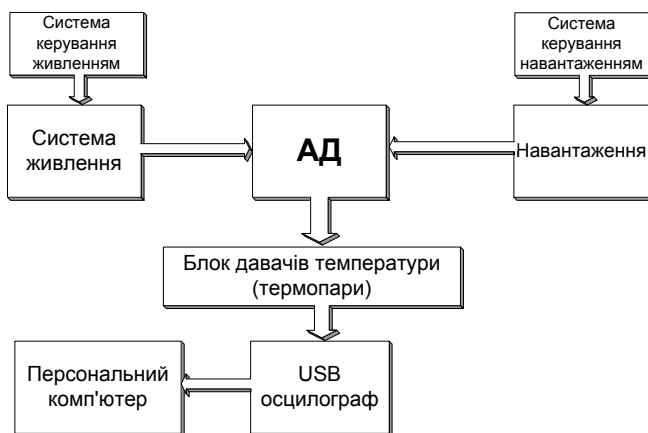 Система
керування
живленням
Система
керування
навантаженням
Система
живлення
АД
Навантаження
Блок давачів температури
(термопари)
Персональний
комп'ютер
USB
осцилограф